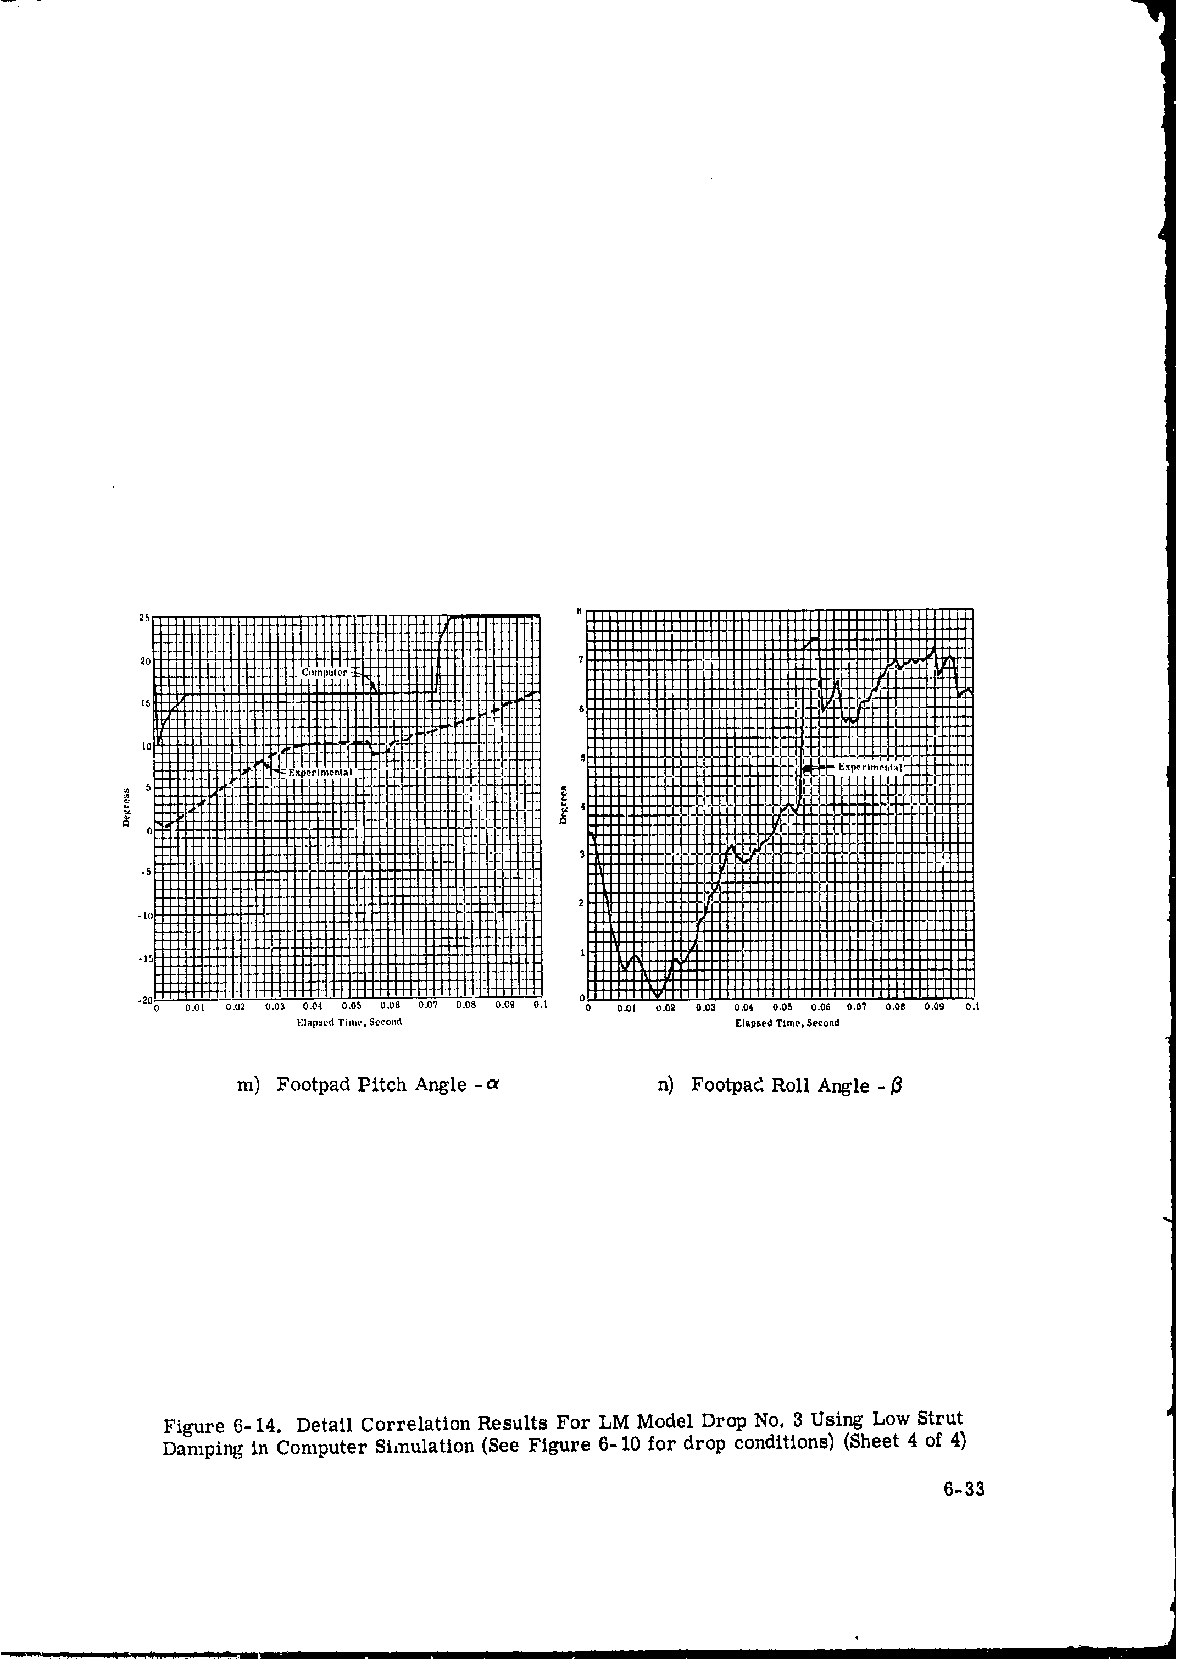 25
20
15
10
5
0
-5
-10
-15
-20
Degrees
Computer
Experimental
0 0.01 0.02 0.03 0.04 0.05 0.06 0.07 0.08 0.09 0.1
Elapsed Time, Second
m) Footpad Pitch Angle - α
8
7
6
5
4
3
2
1
0
Degrees
Experimental
0 0.01 0.02 0.03 0.04 0.05 0.06 0.07 0.08 0.09 0.1
Elapsed Time, Second
n) Footpad Roll Angle - β
Figure 6-14. Detail Correlation Results For LM Model Drop No. 3 Using Low Strut
Damping in Computer Simulation (See Figure 6-10 for drop conditions) (Sheet 4 of 4)
6-33